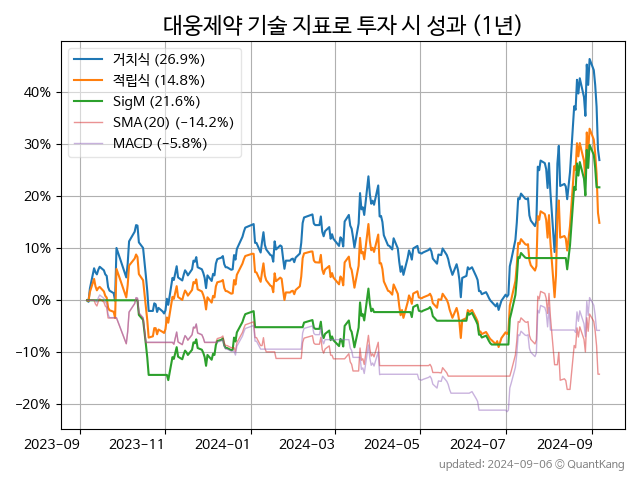 대웅제약 기술 지표로 투자 시 성과 (1년)
거치식 (26.9%)
적립식 (14.8%)
SigM (21.6%)
SMA(20) (−14.2%)
MACD (−5.8%)
40%
30%
20%
10%
0%
−10%
−20%
2023-09 2023-11 2024-01 2024-03 2024-05 2024-07 2024-09
updated: 2024-09-06 © QuantKang